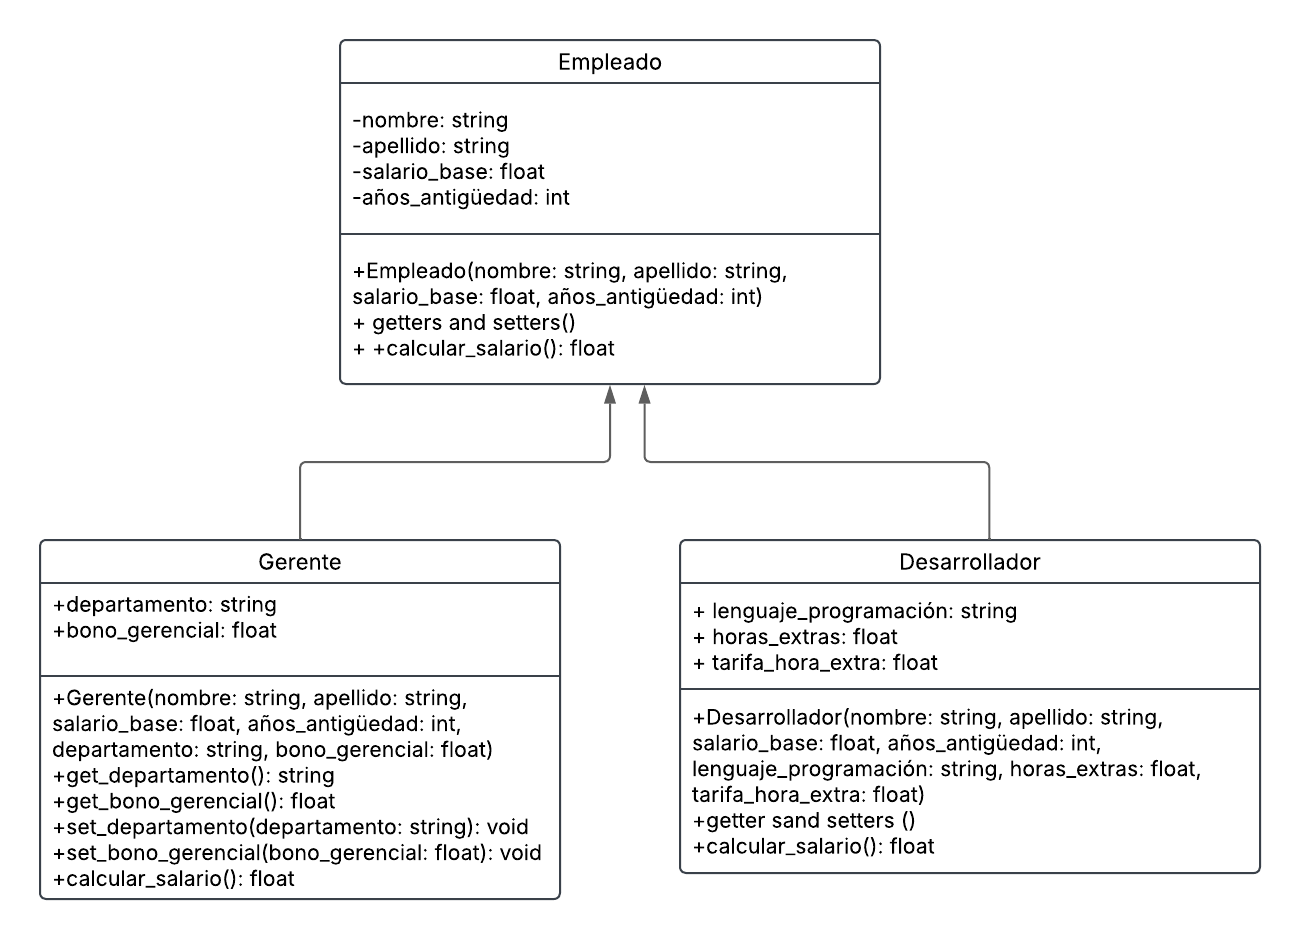 Empleado
-nombre: string
-apellido: string
-salario_base: float
-años_antigüedad: int
+Empleado(nombre: string, apellido: string,
salario_base: float, años_antigüedad: int)
+ getters and setters()
+ +calcular_salario(): float
Gerente
+departamento: string
+bono_gerencial: float
+Gerente(nombre: string, apellido: string,
salario_base: float, años_antigüedad: int,
departamento: string, bono_gerencial: float)
+get_departamento(): string
+get_bono_gerencial(): float
+set_departamento(departamento: string): void
+set_bono_gerencial(bono_gerencial: float): void
+calcular_salario(): float
Desarrollador
+ lenguaje_programación: string
+ horas_extras: float
+ tarifa_hora_extra: float
+Desarrollador(nombre: string, apellido: string,
salario_base: float, años_antigüedad: int,
lenguaje_programación: string, horas_extras: float,
tarifa_hora_extra: float)
+getter sand setters ()
+calcular_salario(): float